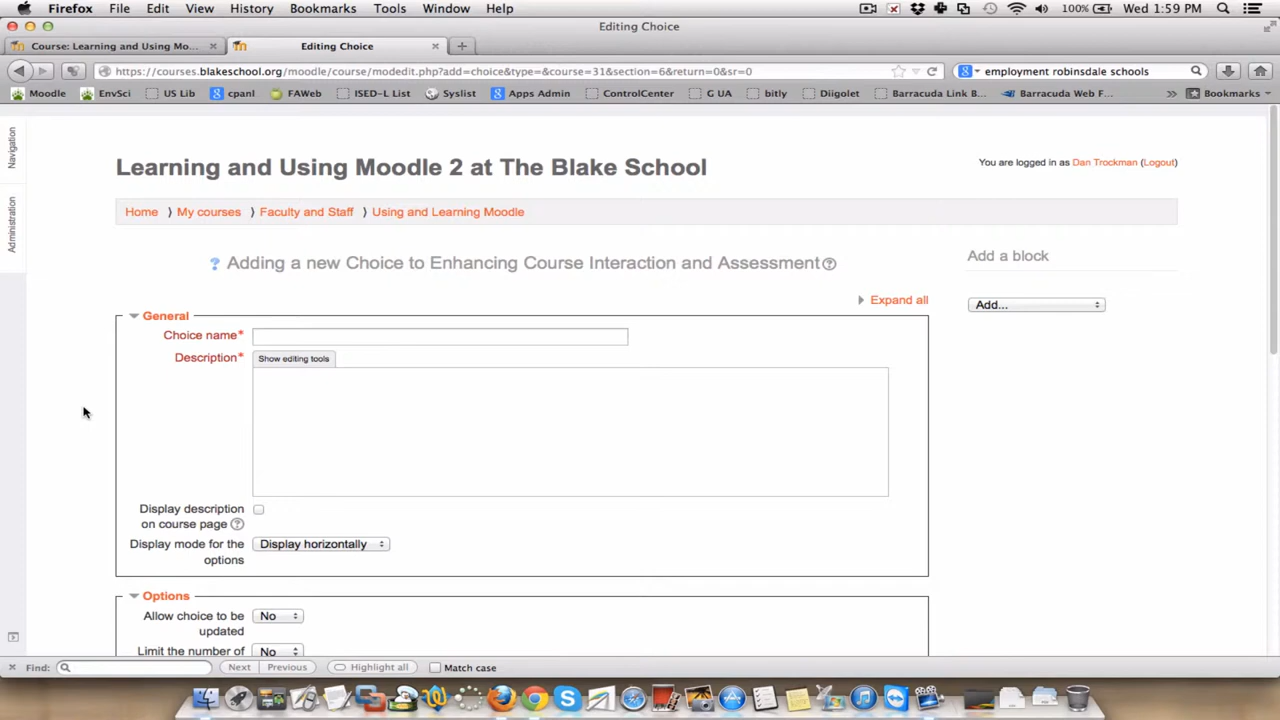 Firefox File Edit View History Bookmarks Tools Window Help 100% Wed 1:59 PM
Editing Choice
Course: Learning and Using Mo... Editing Choice
https://courses.blakeschool.org/moodle/course/modedit.php?add=choice&type=&course=31&section=6&return=0&sr=0 employment robinsdale schools
Moodle EnvSci US Lib cpanl FAWeb ISED-L List Syslist Apps Admin ControlCenter G UA bitly Diigolet Barracuda Link B... Barracuda Web F... Bookmarks
Navigation
Administration
Learning and Using Moodle 2 at The Blake School
You are logged in as Dan Trockman (Logout)
Home My courses Faculty and Staff Using and Learning Moodle
Adding a new Choice to Enhancing Course Interaction and Assessment
Add a block
Expand all
Add...
General
Choice name*
Description* Show editing tools
Display description
on course page
Display mode for the Display horizontally
options
Options
Allow choice to be No
updated
Limit the number of No
Find: Next Previous Highlight all Match case